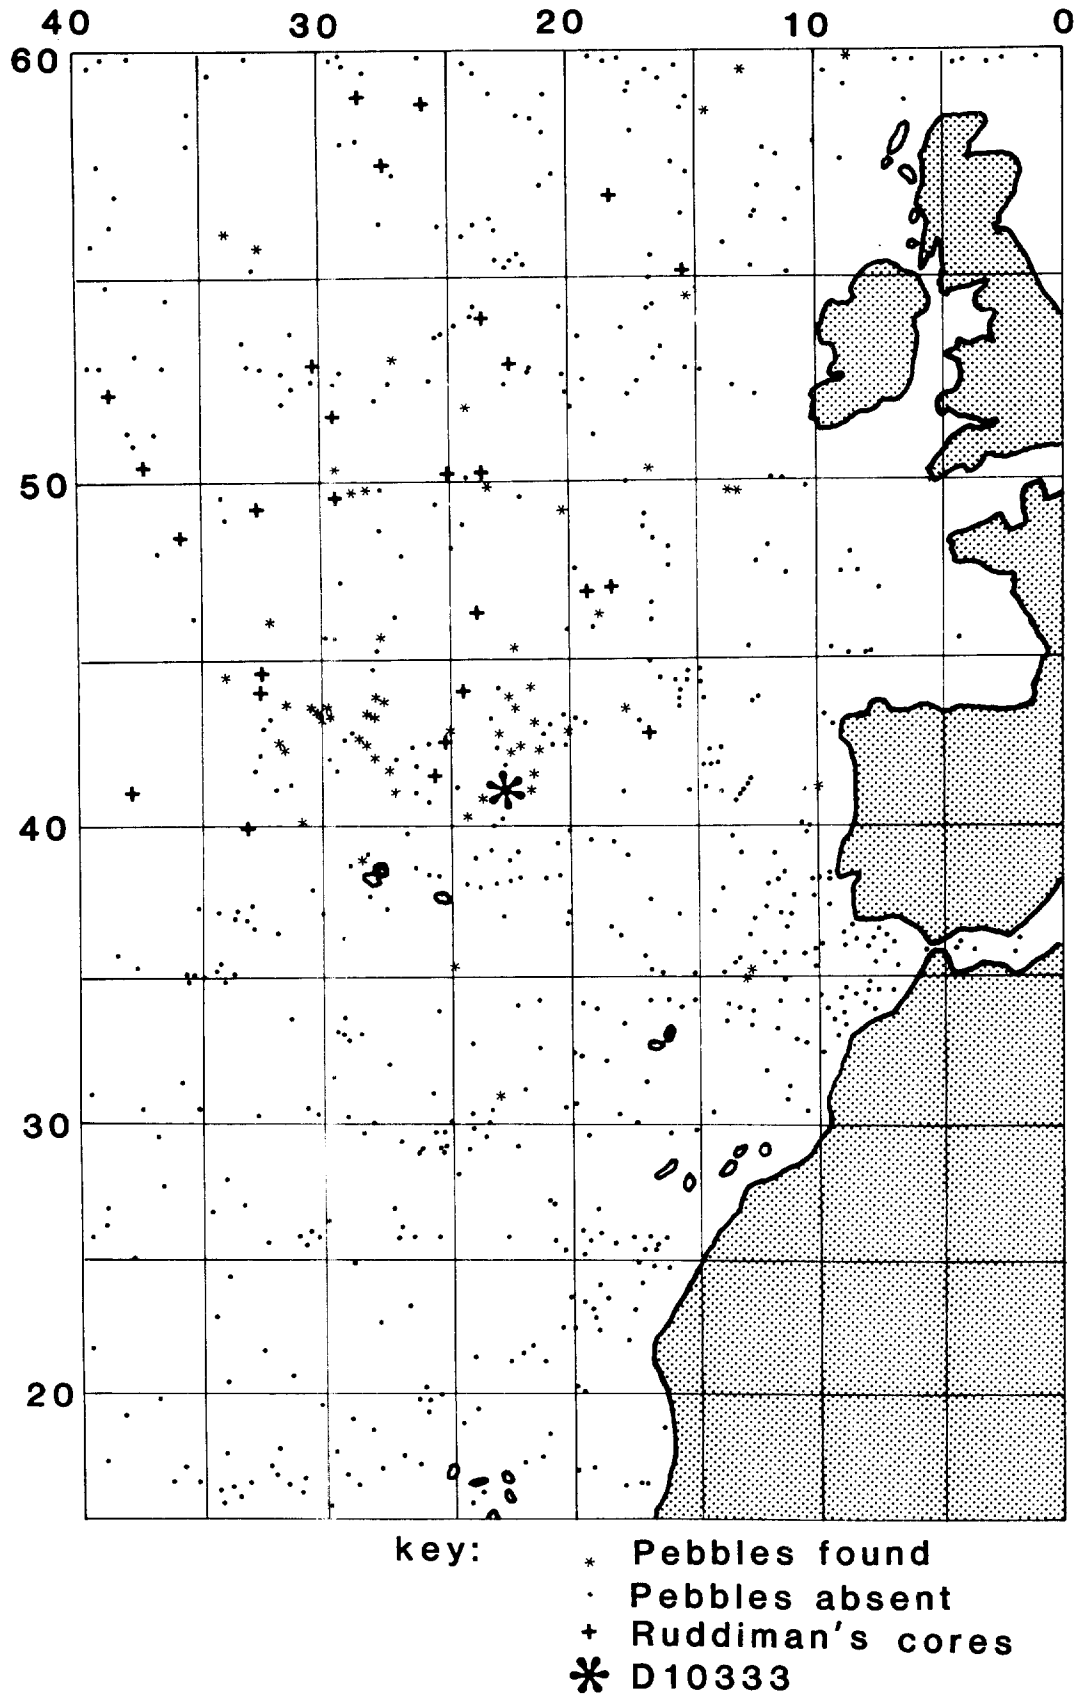 40 30 20 10 0
60
50
40
30
20
key:
* Pebbles found
· Pebbles absent
+ Ruddiman's cores
* D10333